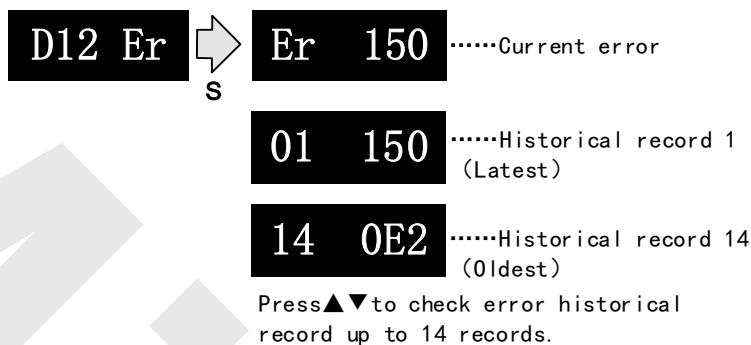 D12 Er
S
Er 150 ……Current error
01 150 ……Historical record 1
(Latest)
14 0E2 ……Historical record 14
(Oldest)
Press▲▼to check error historical
record up to 14 records.